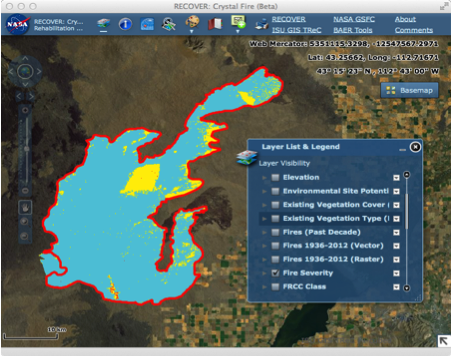 RECOVER: Crystal Fire (Beta)
NASA
RECOVER: Cry...
Rehabilitation ...
RECOVER
NASA GSFC
About
ISU GIS TReC
BAER Tools
Comments
Web Mercator: 5351115.3298, -12547567.2971
Lat: 43.25662, Long: -112.71671
43° 15' 23" N , 112° 43' 00" W
Basemap
Layer List & Legend
Layer Visibility
Elevation
Environmental Site Potenti
Existing Vegetation Cover (
Existing Vegetation Type (
Fires (Past Decade)
Fires 1936-2012 (Vector)
Fires 1936-2012 (Raster)
Fire Severity
FRCC Class
10 km